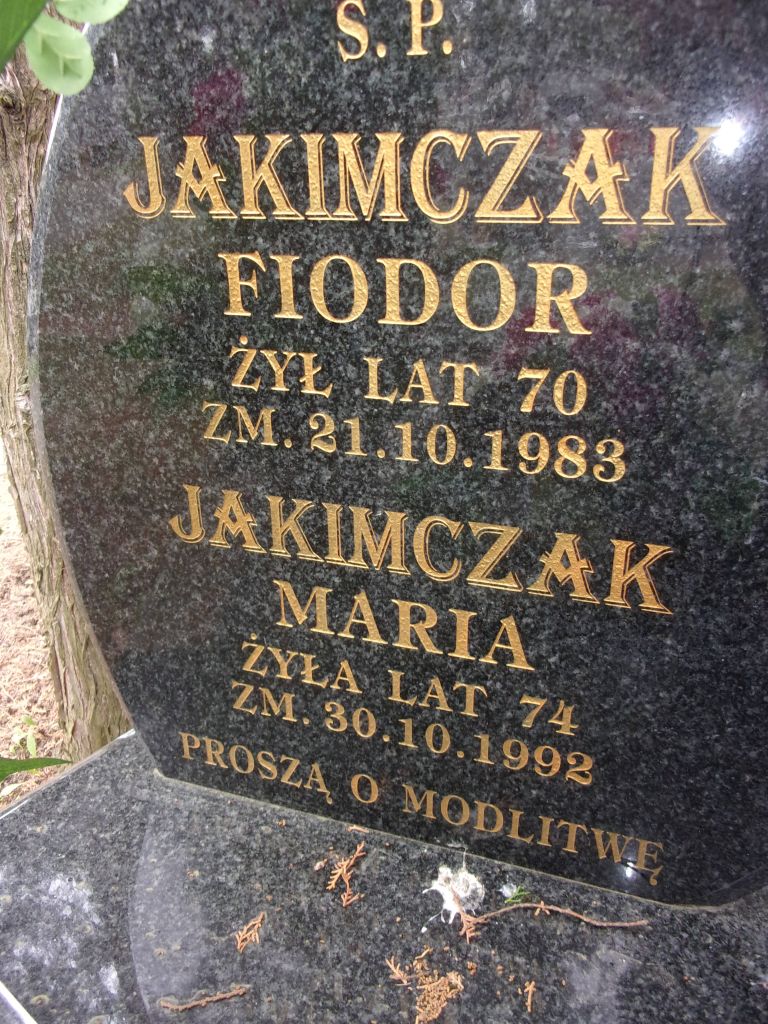 Ś. P.
JAKIMCZAK
FIODOR
ŻYŁ LAT 70
ZM. 21.10.1983
JAKIMCZAK
MARIA
ŻYŁA LAT 74
ZM. 30.10.1992
PROSZĄ O MODLITWĘ